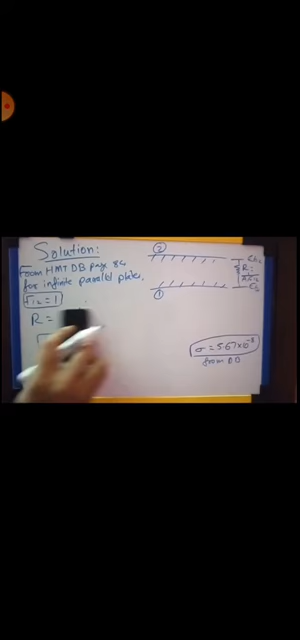 Solution:
From HMT DB page 84
for infinite parallel plates,
F12 = 1
R =
②
①
R =
σ = 5.67×10⁻⁸
from DB